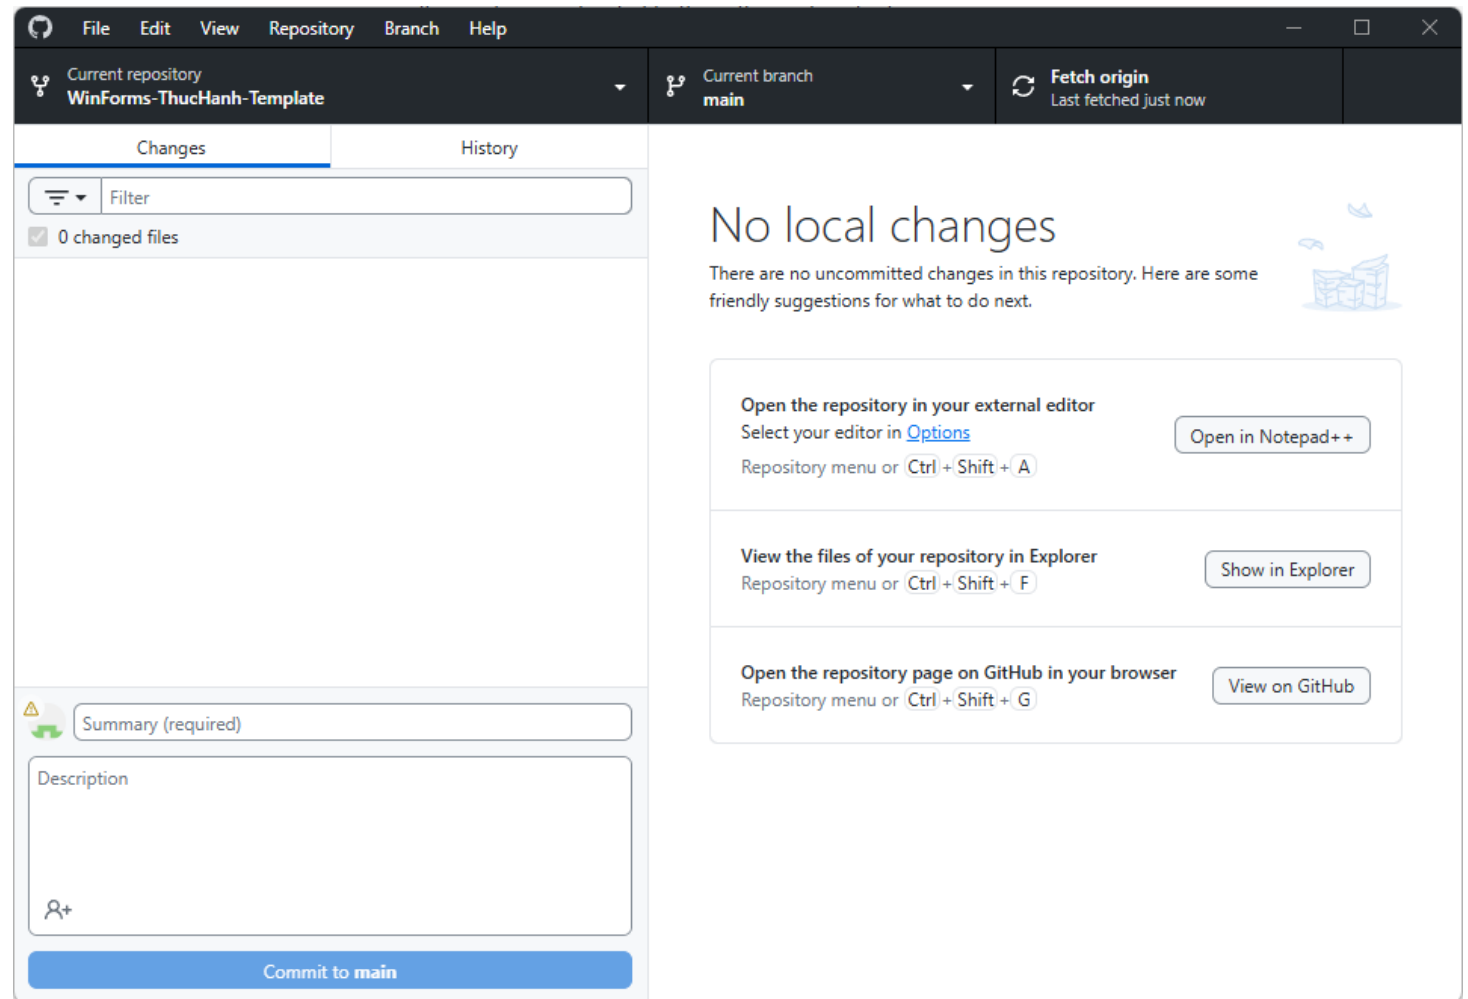 File Edit View Repository Branch Help
Current repository
WinForms-ThucHanh-Template
Current branch
main
Fetch origin
Last fetched just now
Changes History
Filter
0 changed files
No local changes
There are no uncommitted changes in this repository. Here are some
friendly suggestions for what to do next.
Open the repository in your external editor
Select your editor in Options
Repository menu or Ctrl + Shift + A
Open in Notepad++
View the files of your repository in Explorer
Repository menu or Ctrl + Shift + F
Show in Explorer
Open the repository page on GitHub in your browser
Repository menu or Ctrl + Shift + G
View on GitHub
Summary (required)
Description
Commit to main